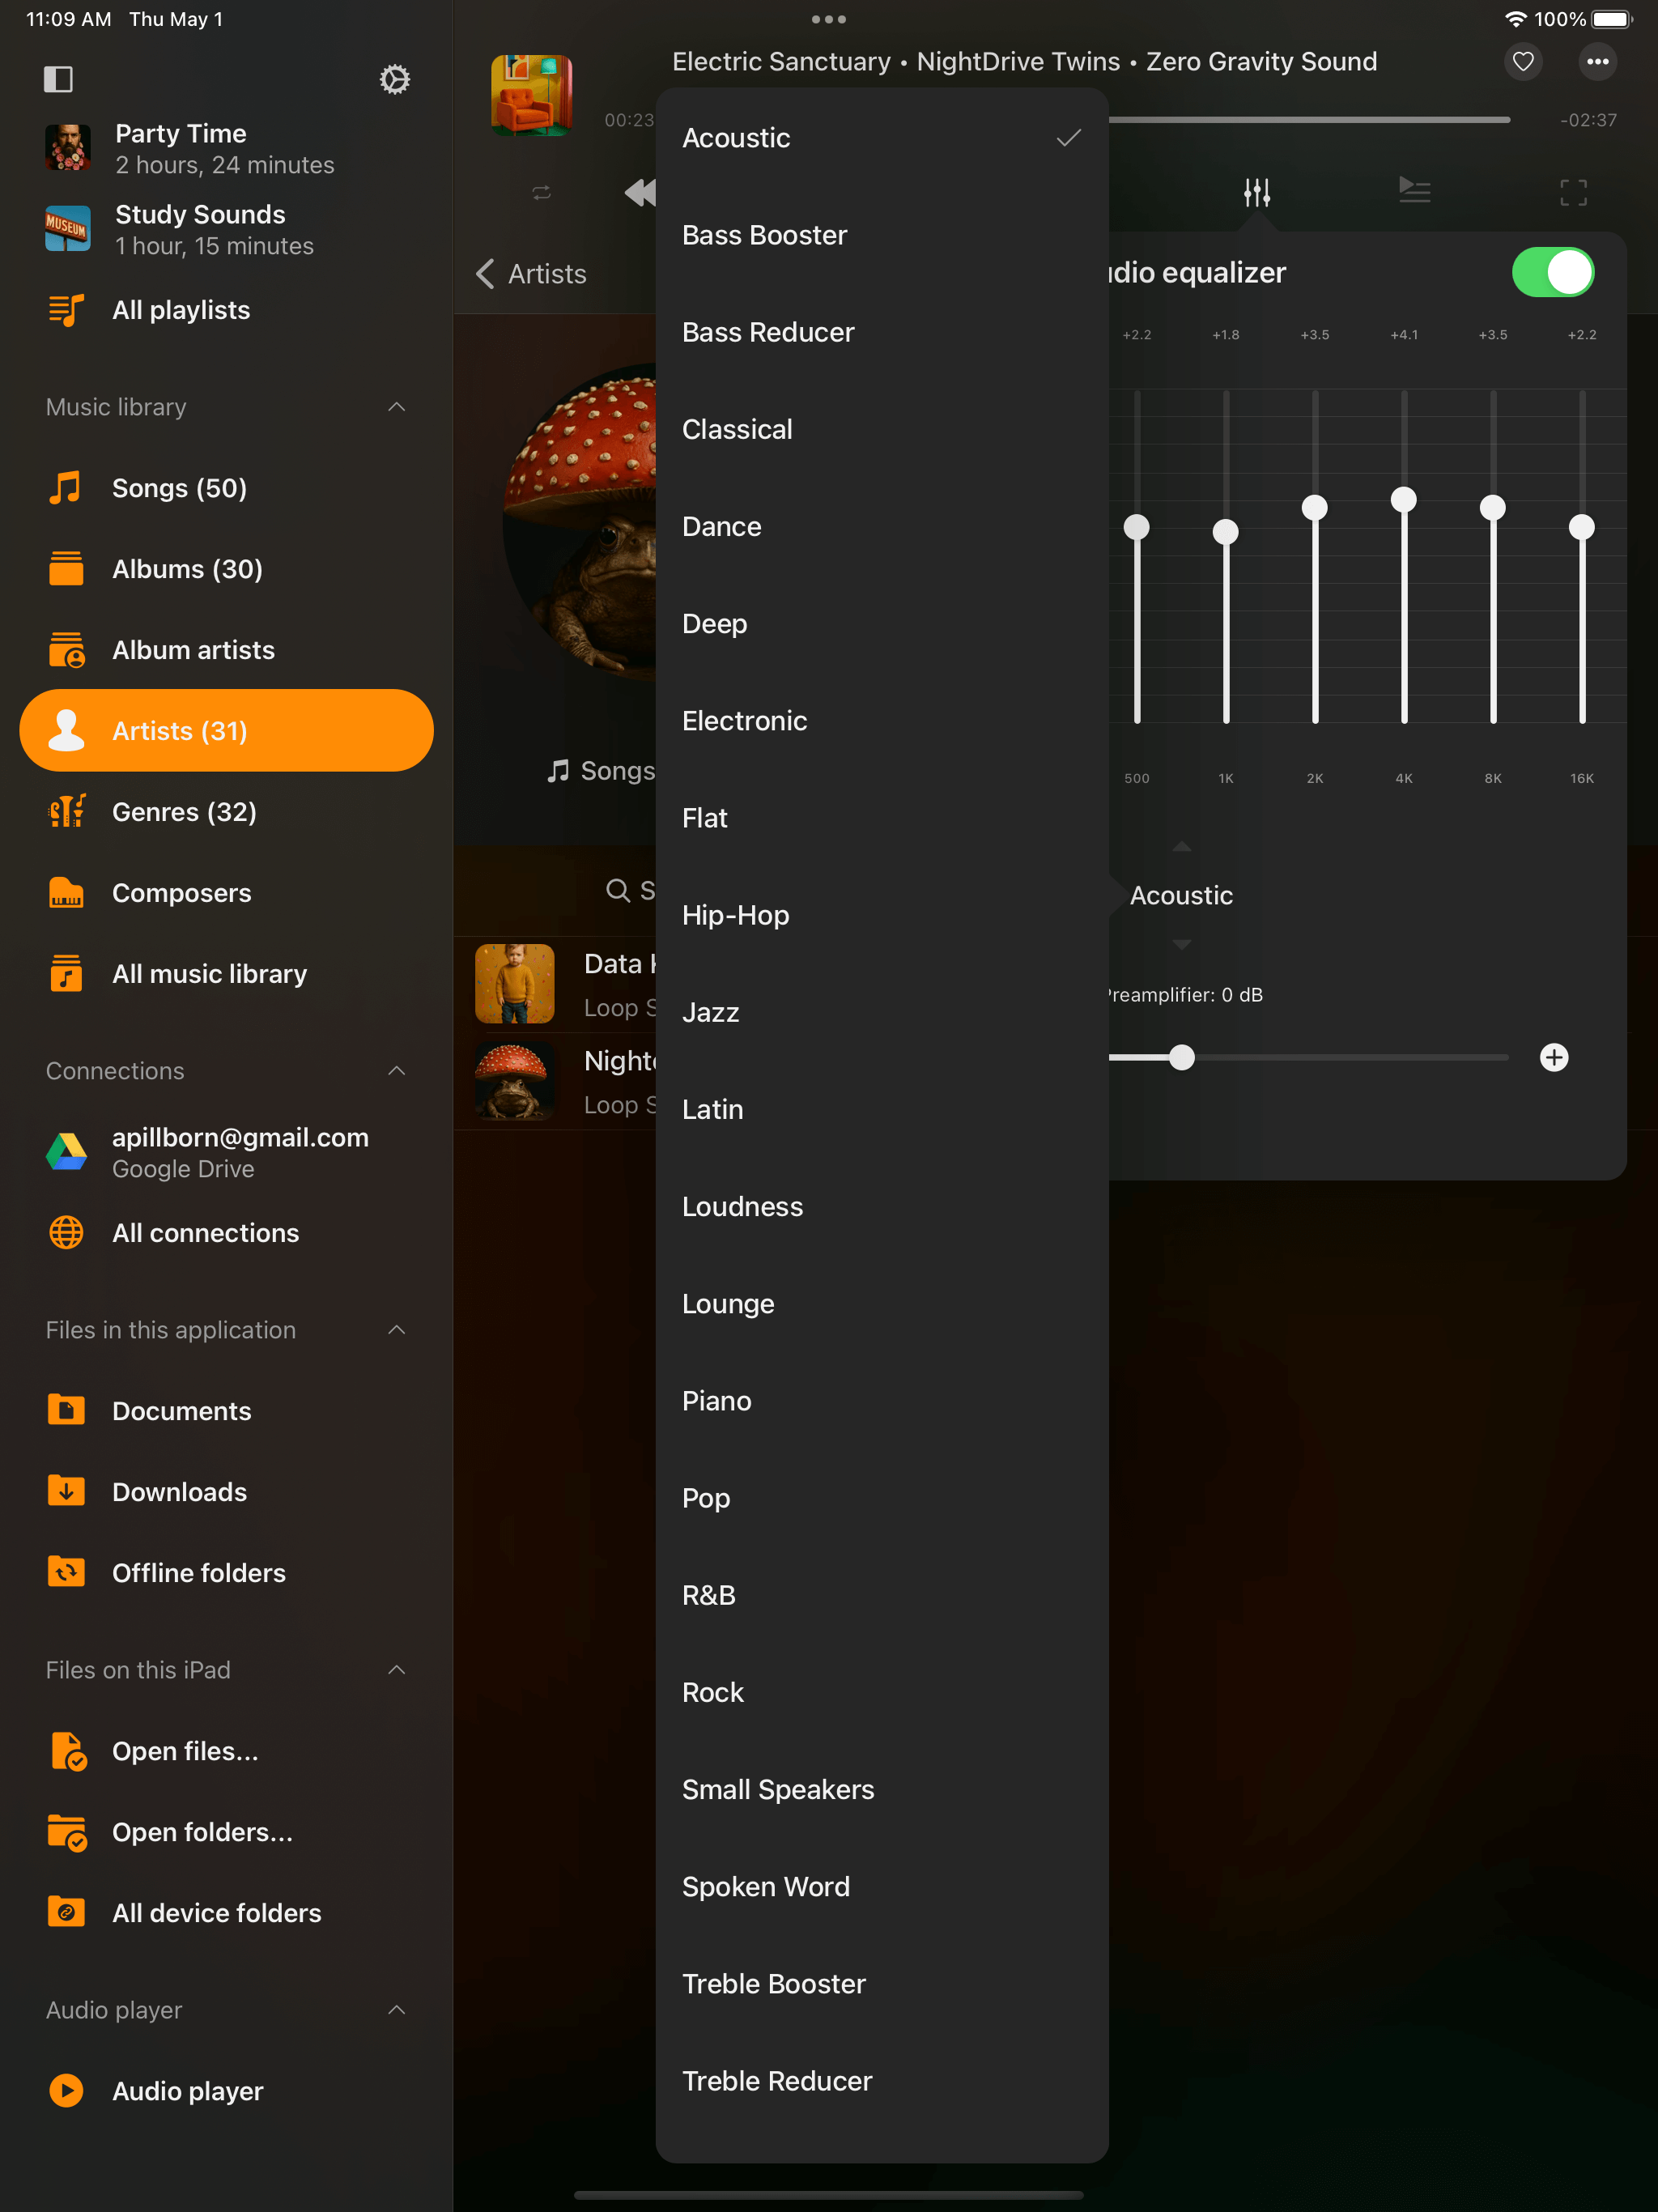 11:09 AM Thu May 1
100%
Party Time
2 hours, 24 minutes
MUSEUM
Study Sounds
1 hour, 15 minutes
All playlists
Music library
Songs (50)
Albums (30)
Album artists
Artists (31)
Genres (32)
Composers
All music library
Connections
apillborn@gmail.com
Google Drive
All connections
Files in this application
Documents
Downloads
Offline folders
Files on this iPad
Open files...
Open folders...
All device folders
Audio player
Audio player
Electric Sanctuary • NightDrive Twins • Zero Gravity Sound
00:23
-02:37
Artists
Songs
Data
Loop
Loop
Acoustic
Bass Booster
Bass Reducer
Classical
Dance
Deep
Electronic
Flat
Hip-Hop
Jazz
Latin
Loudness
Lounge
Piano
Pop
R&B
Rock
Small Speakers
Spoken Word
Treble Booster
Treble Reducer
equalizer
+2.2 +1.8 +3.5 +4.1 +3.5 +2.2
500 1K 2K 4K 8K 16K
Acoustic
Preamplifier: 0 dB